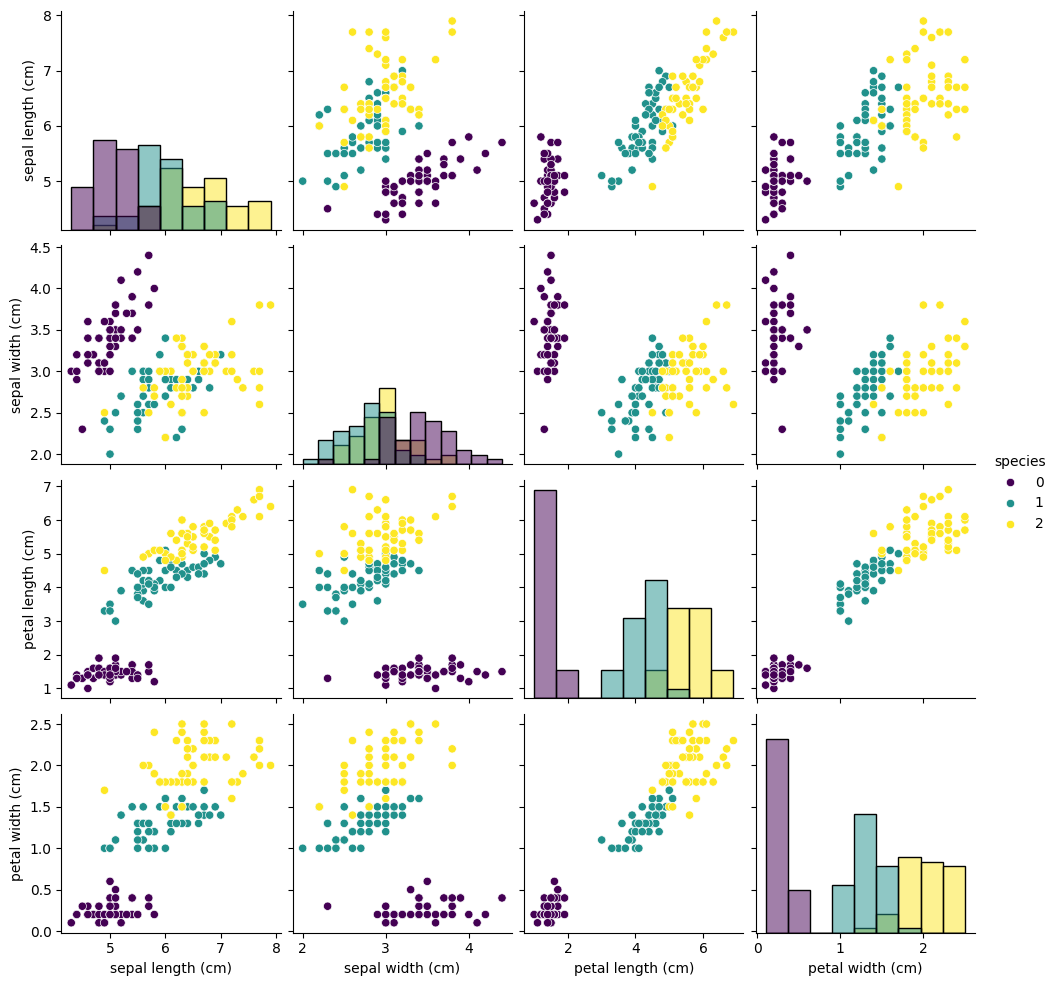 8
7
6
5
sepal length (cm)
4.5
4.0
3.5
3.0
2.5
2.0
sepal width (cm)
species
0
1
2
7
6
5
4
3
2
1
petal length (cm)
2.5
2.0
1.5
1.0
0.5
0.0
petal width (cm)
5 6 7 8
2 3 4
2 4 6
0 1 2
sepal length (cm)
sepal width (cm)
petal length (cm)
petal width (cm)